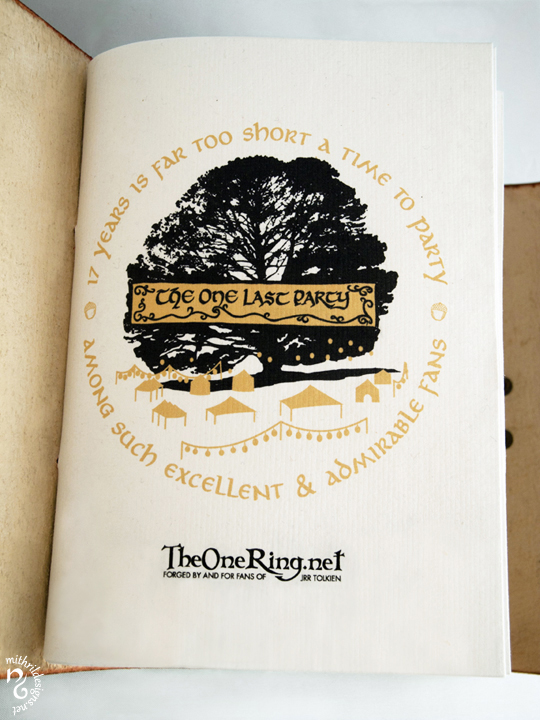 17 YEARS IS FAR TOO SHORT A TIME TO PARTY
THE ONE LAST PARTY
AMONG SUCH EXCELLENT & ADMIRABLE FANS
TheOneRing.net
FORGED BY AND FOR FANS OF JRR TOLKIEN
mithrildesigns.net